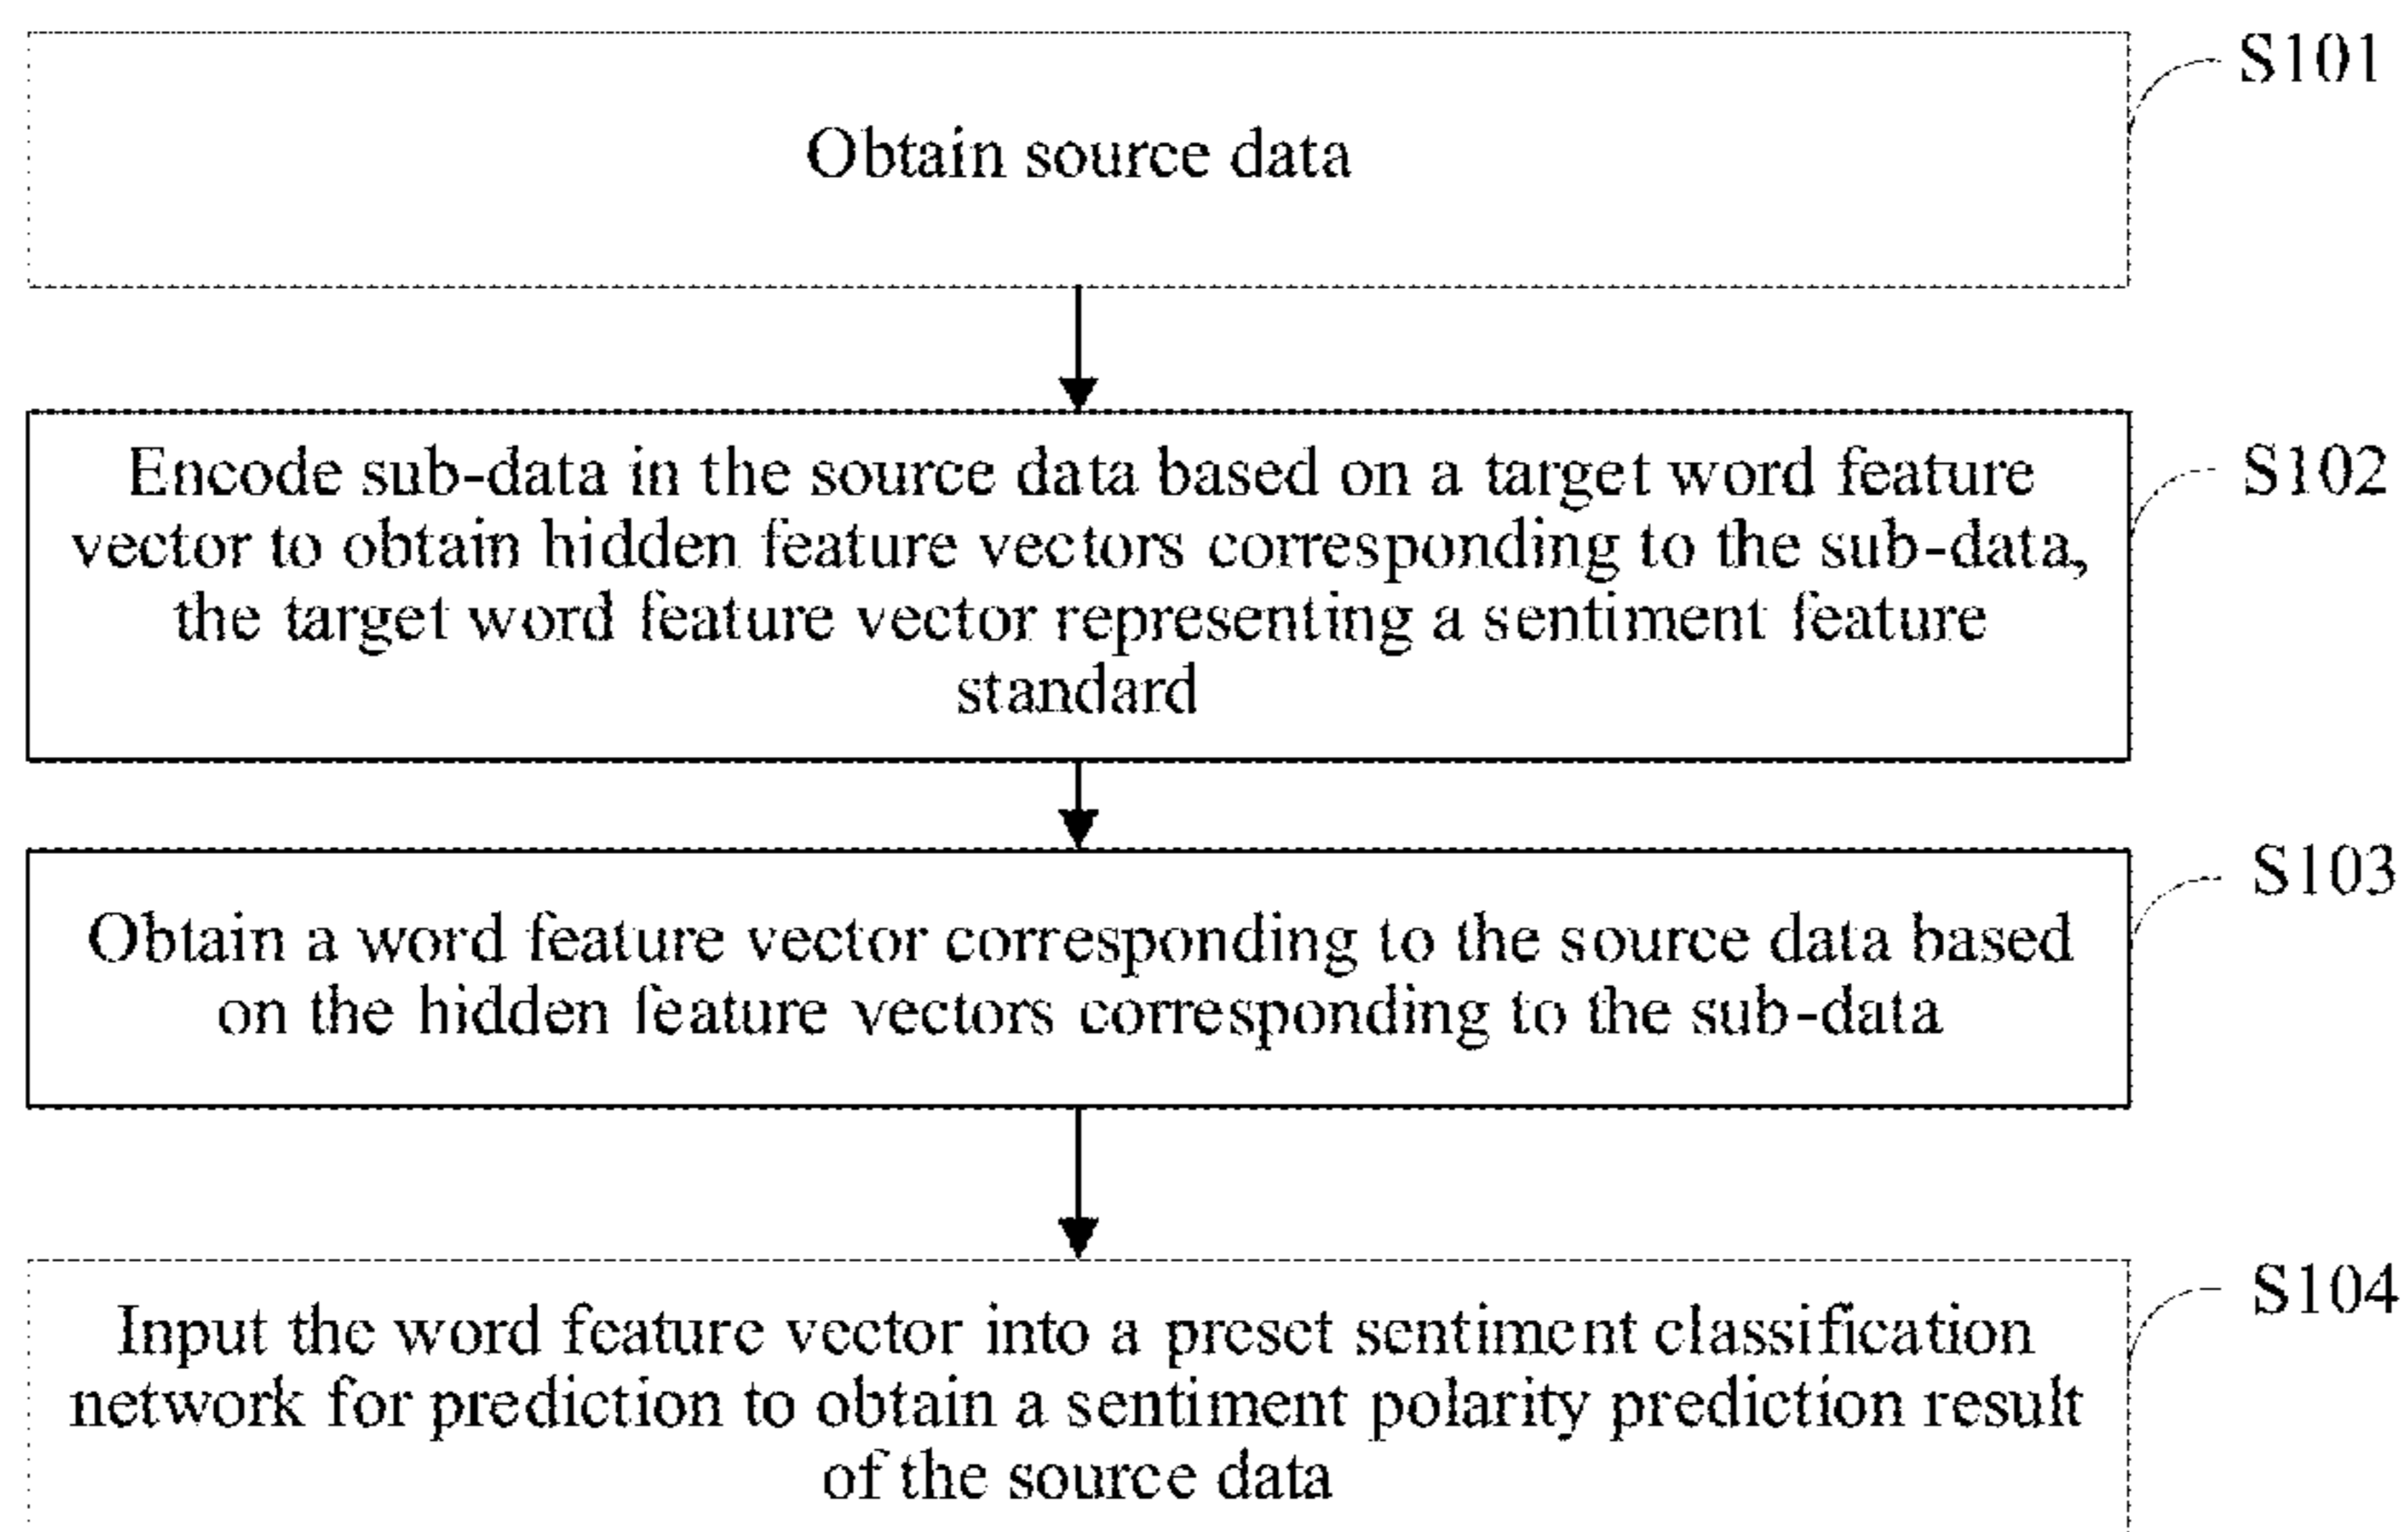 S101
Obtain source data
Encode sub-data in the source data based on a target word feature
S102
vector to obtain hidden feature vectors corresponding to the sub-data,
the target word feature vector representing a sentiment feature
standard
S103
Obtain a word feature vector corresponding to the source data based
on the hidden feature vectors corresponding to the sub-data
S104
Input the word feature vector into a preset sentiment classification
network for prediction to obtain a sentiment polarity prediction result
of the source data